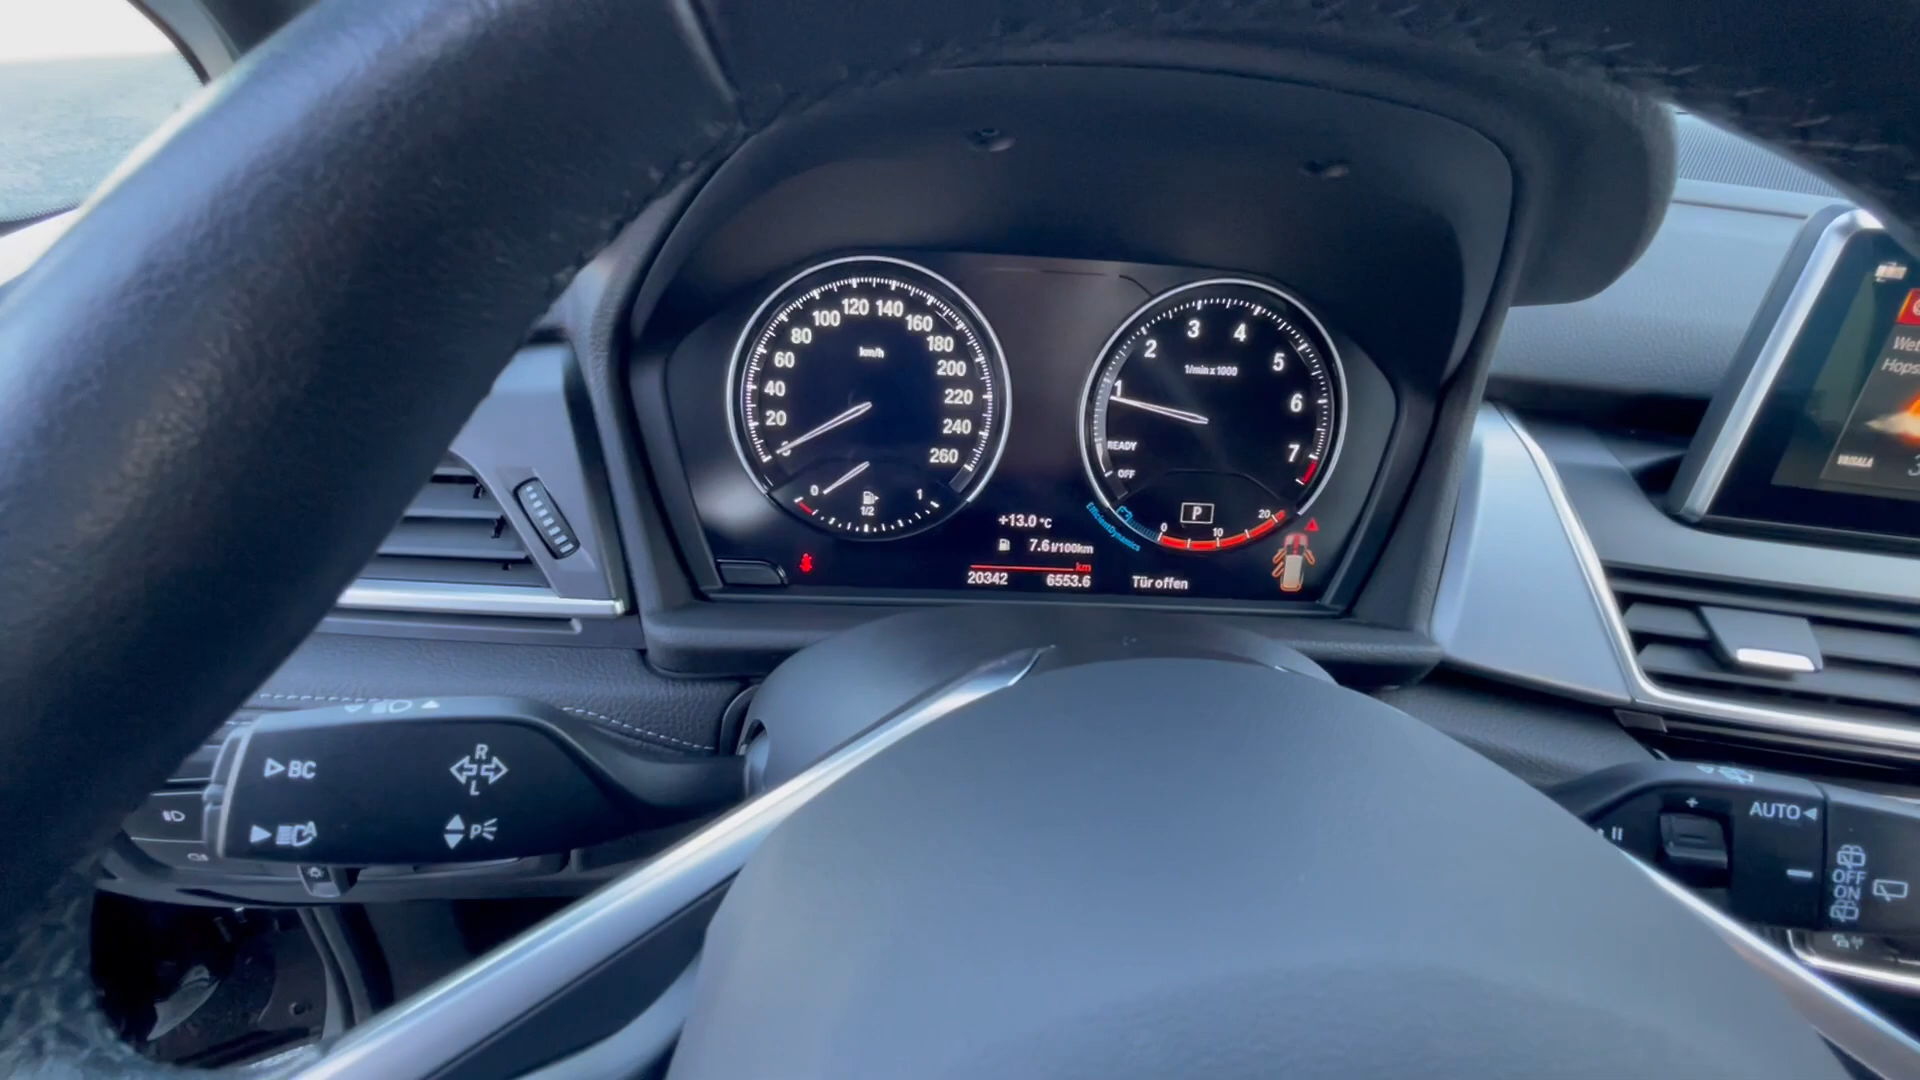 120 140
100 160
80 180
60 200
40 220
20 240
0 260
km/h
0 1
1/2
3 4
2 5
1 6
7
1/min x 1000
READY
OFF
P
0 10 20
EfficientDynamics
+13.0 °C
7.6 l/100km
km
20342 6553.6
Tür offen
BC
R
L
A
P
AUTO
+
OFF
ON
VAISALA